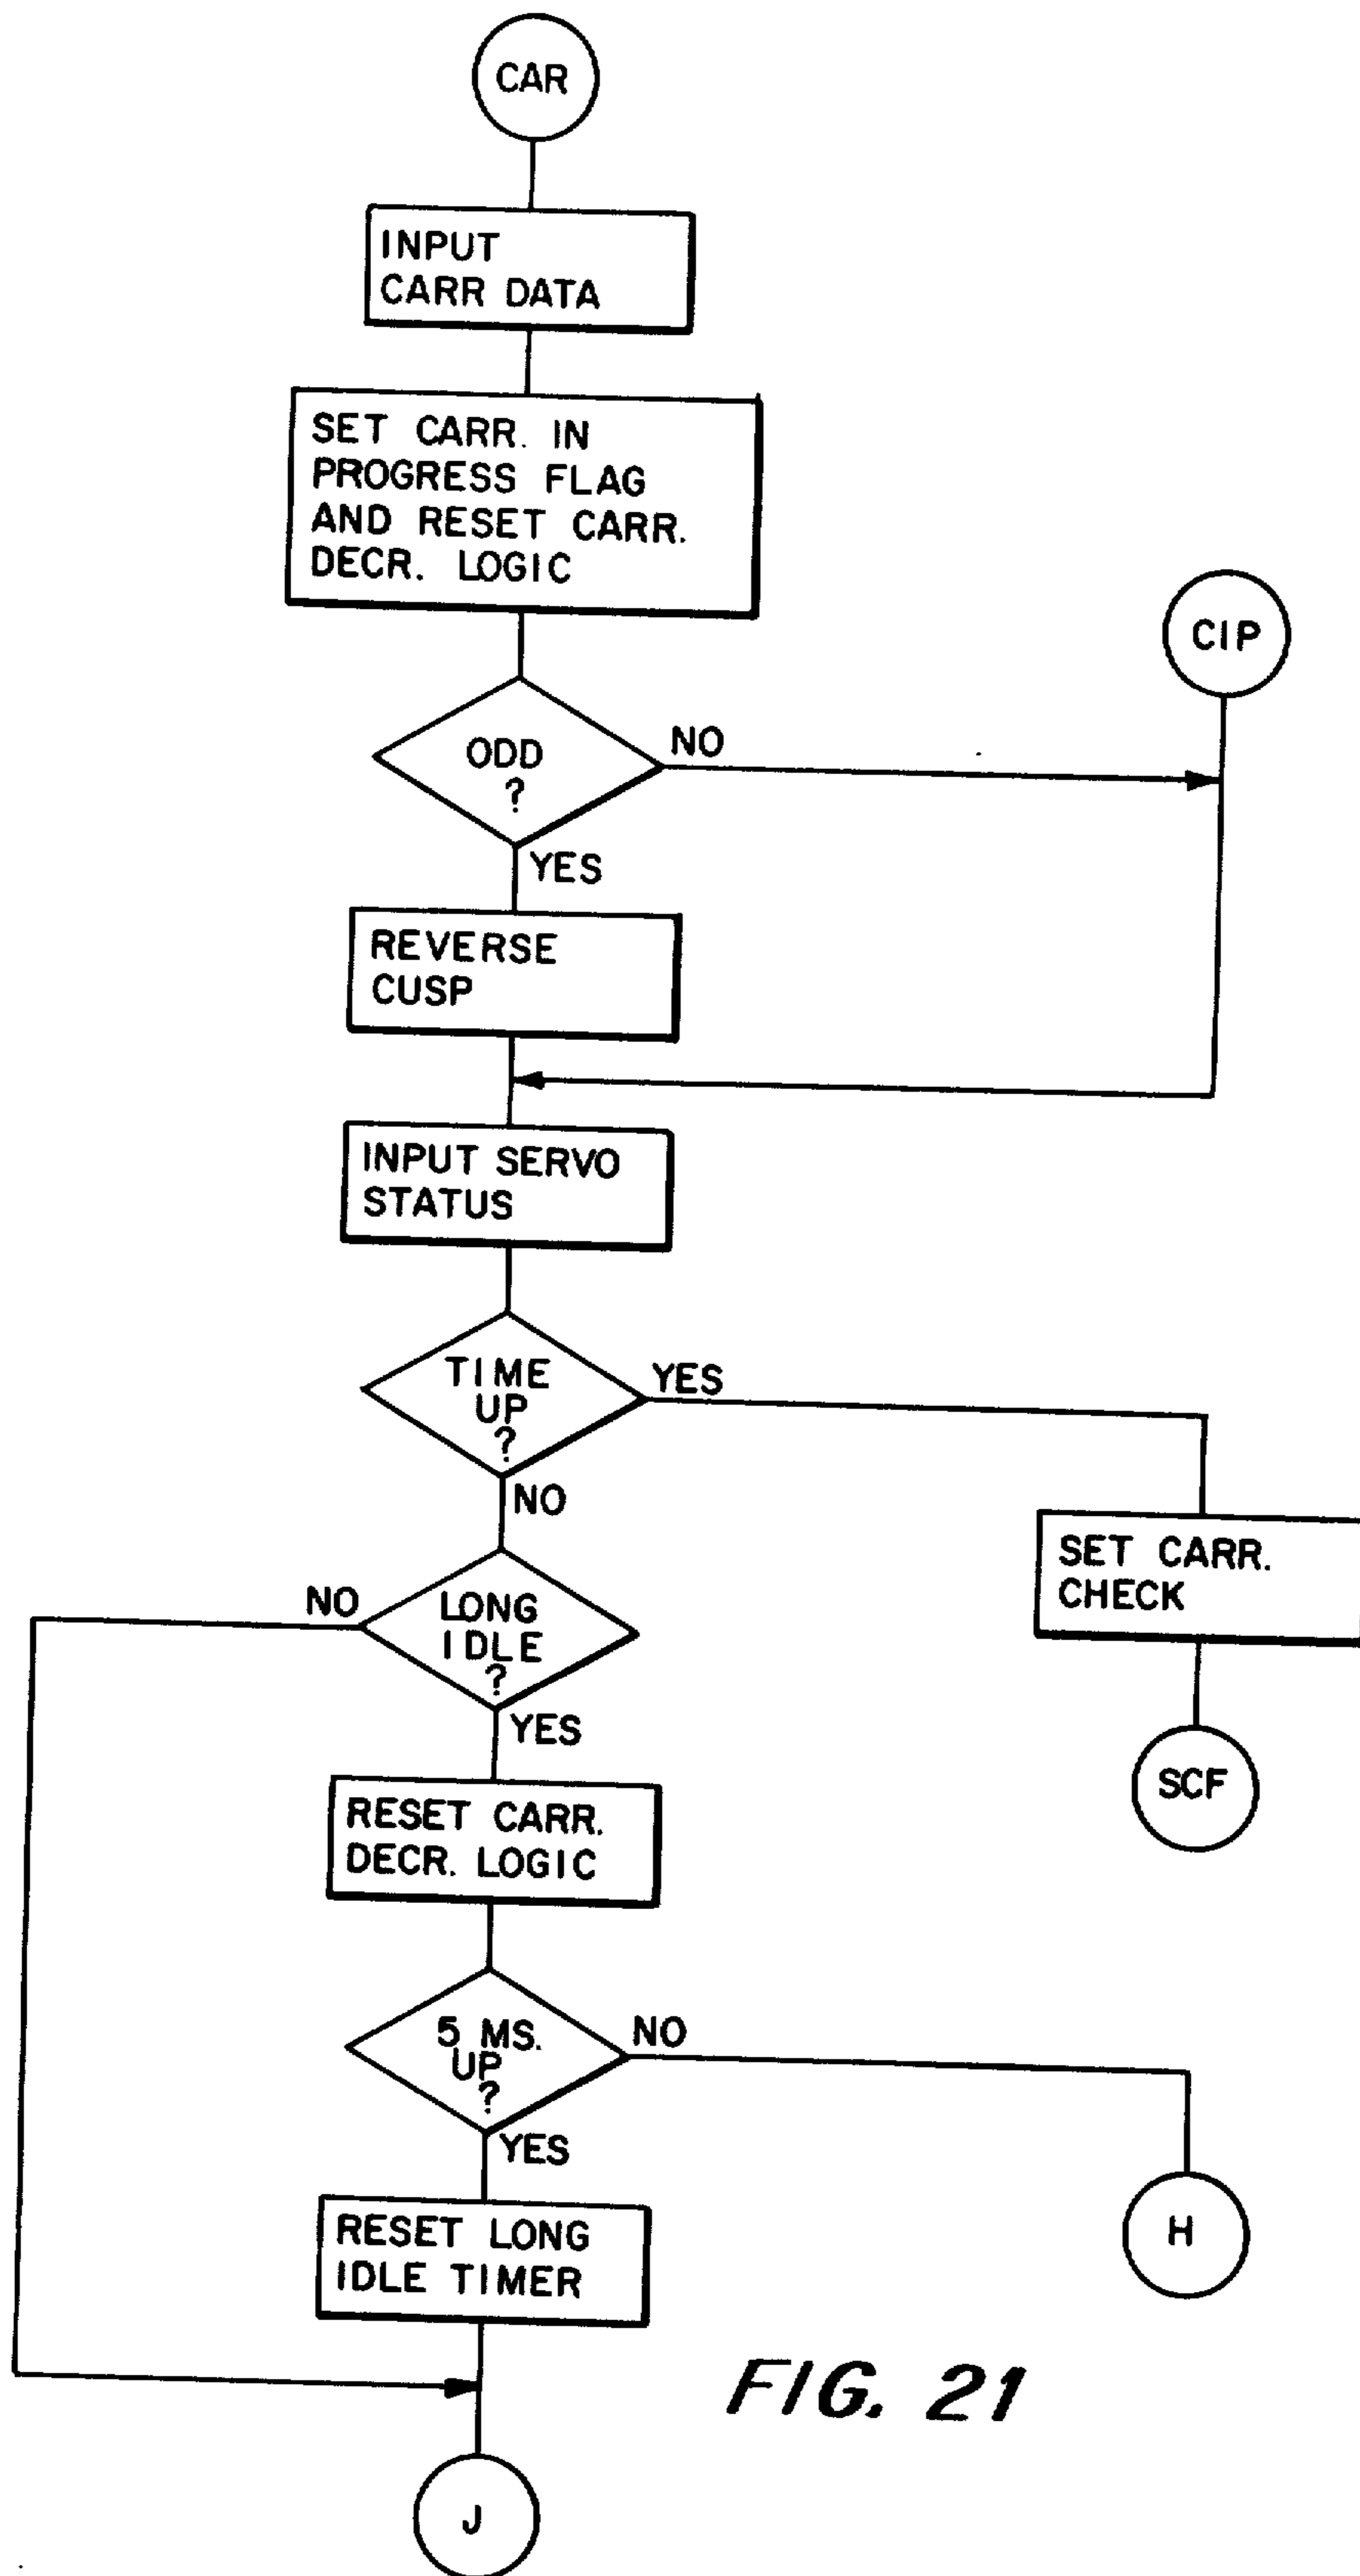 CAR
INPUT
CARR DATA
SET CARR. IN
PROGRESS FLAG
AND RESET CARR.
DECR. LOGIC
CIP
ODD
?
NO
YES
REVERSE
CUSP
INPUT SERVO
STATUS
TIME
UP
?
YES
NO
SET CARR.
CHECK
SCF
LONG
IDLE
?
NO
YES
RESET CARR.
DECR. LOGIC
5 MS.
UP
?
NO
YES
H
RESET LONG
IDLE TIMER
J
FIG. 21